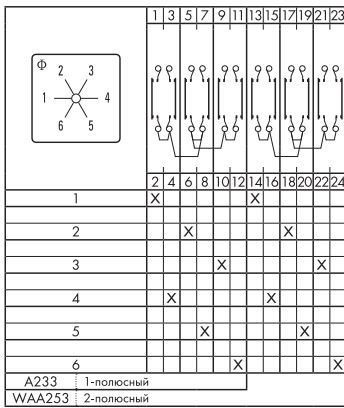 1 3 5 7 9 11 13 15 17 19 21 23
Ф
2 3
1 4
6 5
2 4 6 8 10 12 14 16 18 20 22 24
1 X X
2 X X
3 X X
4 X X
5 X X
6 X X
A233 1-полюсный
WAA253 2-полюсный